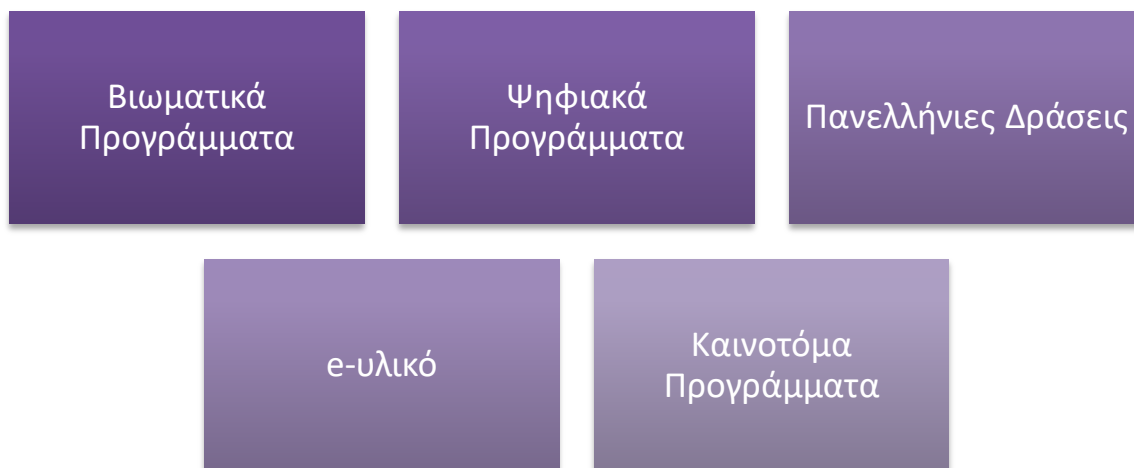 Βιωματικά
Προγράμματα
Ψηφιακά
Προγράμματα
Πανελλήνιες Δράσεις
e-υλικό
Καινοτόμα
Προγράμματα